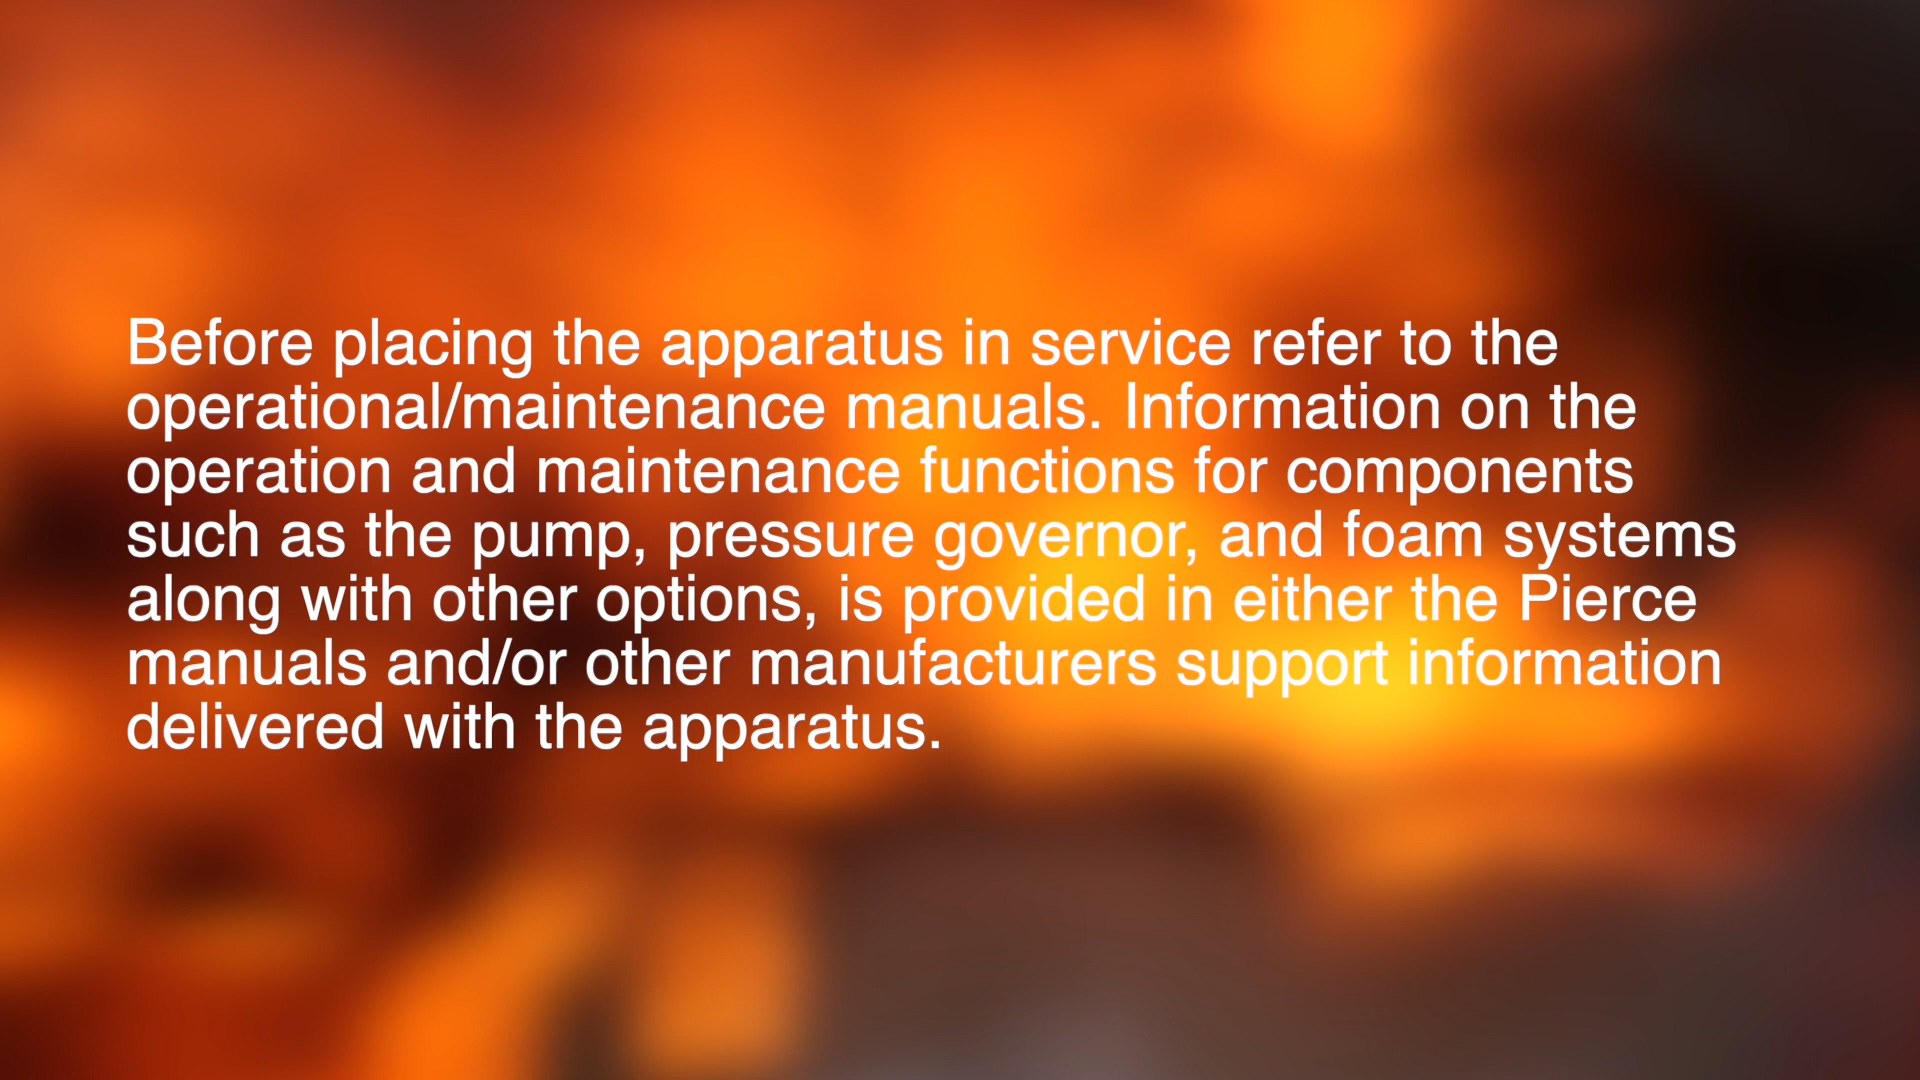 Before placing the apparatus in service refer to the
operational/maintenance manuals. Information on the
operation and maintenance functions for components
such as the pump, pressure governor, and foam systems
along with other options, is provided in either the Pierce
manuals and/or other manufacturers support information
delivered with the apparatus.